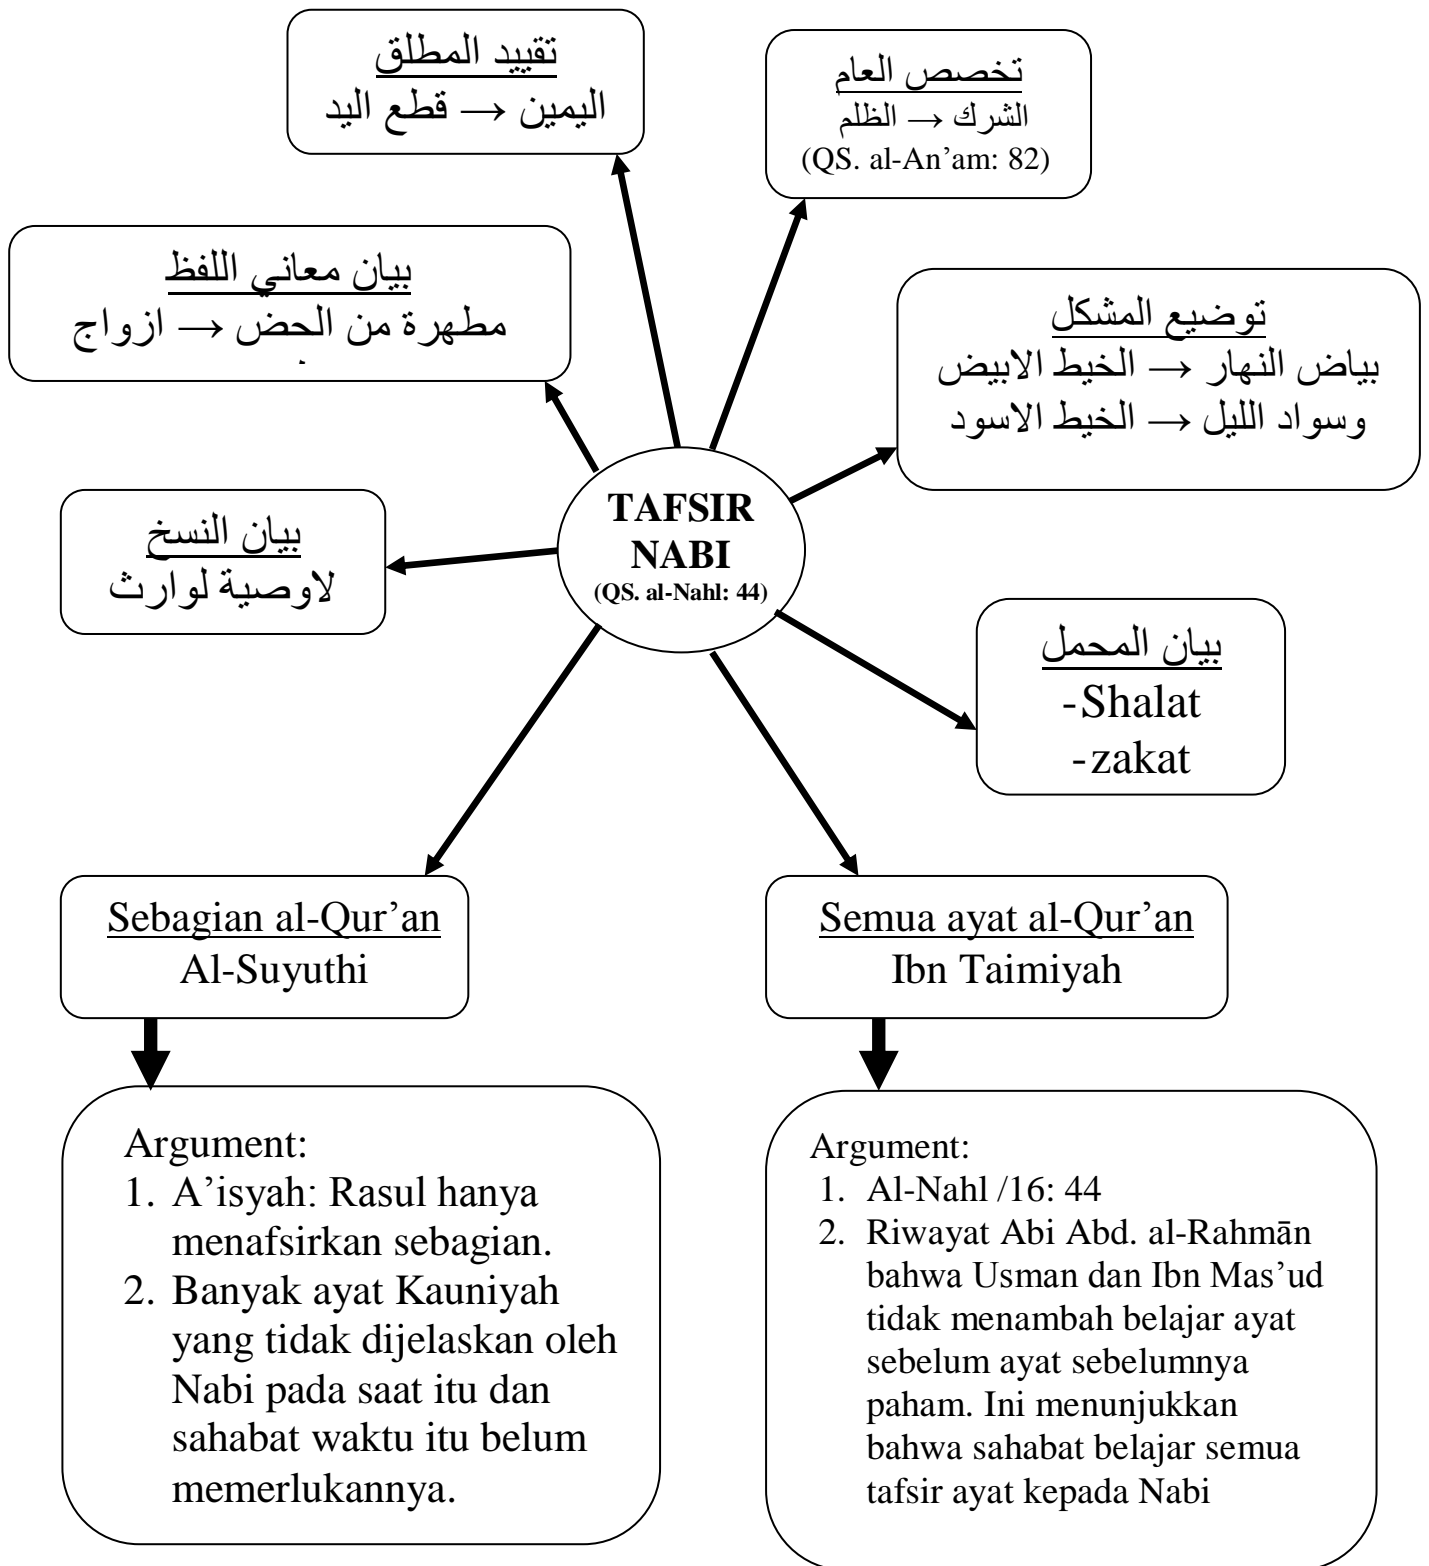 تقييد المطلق
اليمين → قطع اليد
تخصص العام
الشرك → الظلم
(QS. al-An’am: 82)
بيان معاني اللفظ
مطهرة من الحض → ازواج
توضيع المشكل
بياض النهار → الخيط الابيض
وسواد الليل → الخيط الاسود
TAFSIR
NABI
(QS. al-Nahl: 44)
بيان النسخ
لاوصية لوارث
بيان المحمل
-Shalat
-zakat
Sebagian al-Qur’an
Al-Suyuthi
Semua ayat al-Qur’an
Ibn Taimiyah
Argument:
1. A’isyah: Rasul hanya
menafsirkan sebagian.
2. Banyak ayat Kauniyah
yang tidak dijelaskan oleh
Nabi pada saat itu dan
sahabat waktu itu belum
memerlukannya.
Argument:
1. Al-Nahl /16: 44
2. Riwayat Abi Abd. al-Rahmān
bahwa Usman dan Ibn Mas’ud
tidak menambah belajar ayat
sebelum ayat sebelumnya
paham. Ini menunjukkan
bahwa sahabat belajar semua
tafsir ayat kepada Nabi